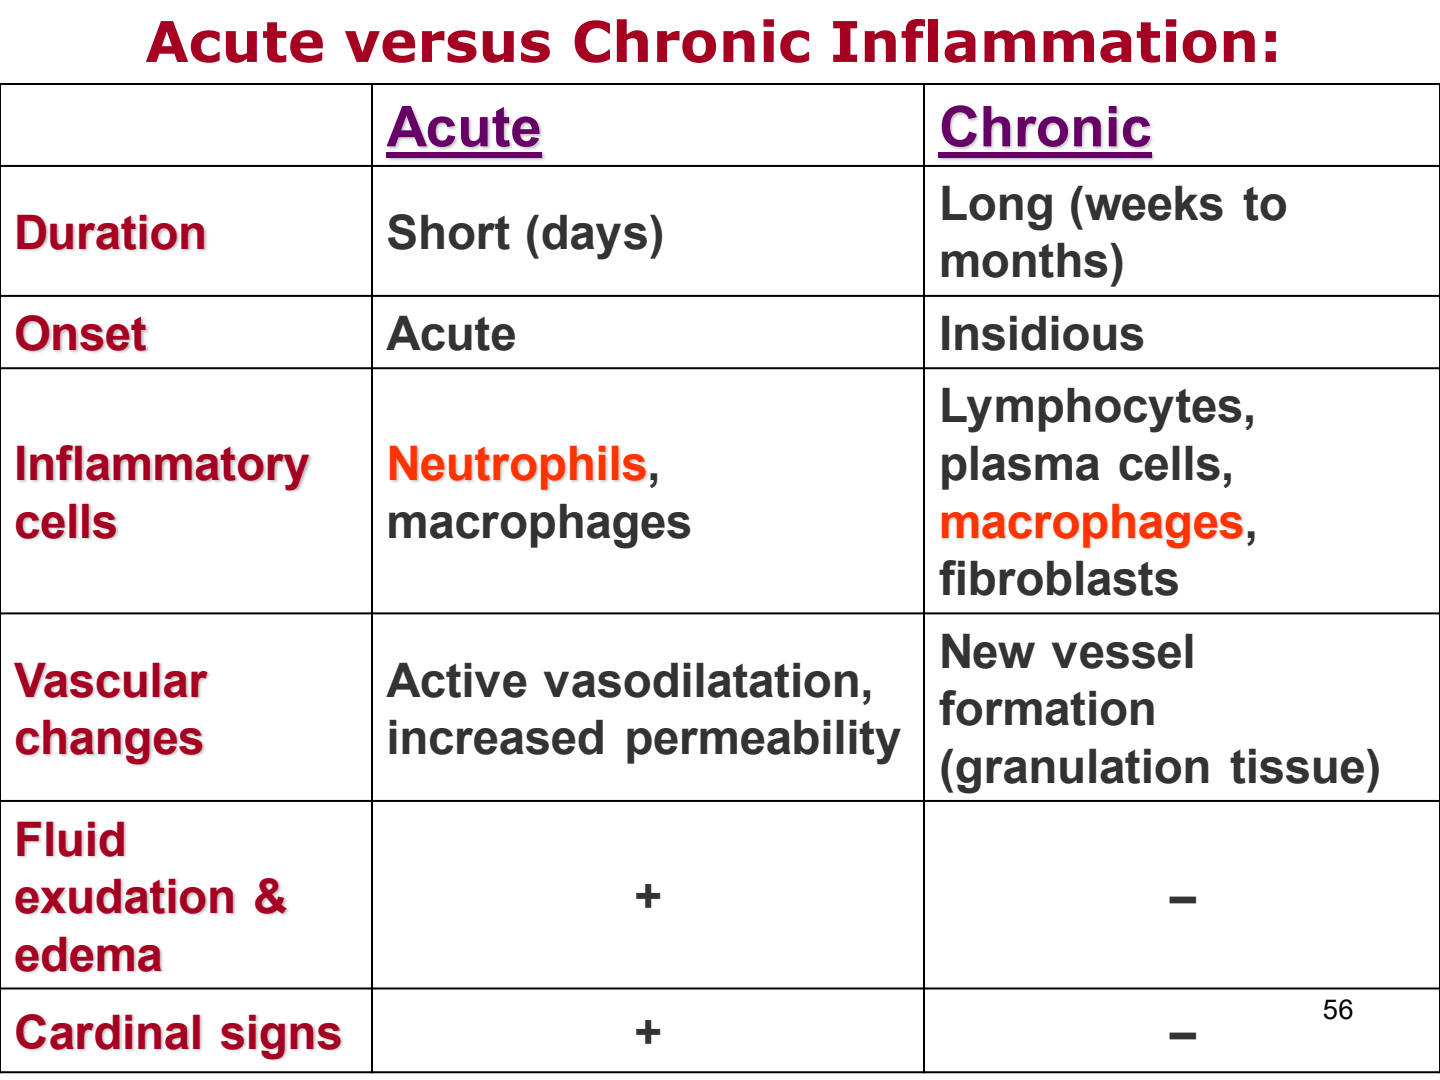 Acute versus Chronic Inflammation:
Acute
Chronic
Duration
Short (days)
Long (weeks to
months)
Onset
Acute
Insidious
Inflammatory
cells
Neutrophils,
macrophages
Lymphocytes,
plasma cells,
macrophages,
fibroblasts
Vascular
changes
Active vasodilatation,
increased permeability
New vessel
formation
(granulation tissue)
Fluid
exudation &
edema
+
–
Cardinal signs
+
–
56